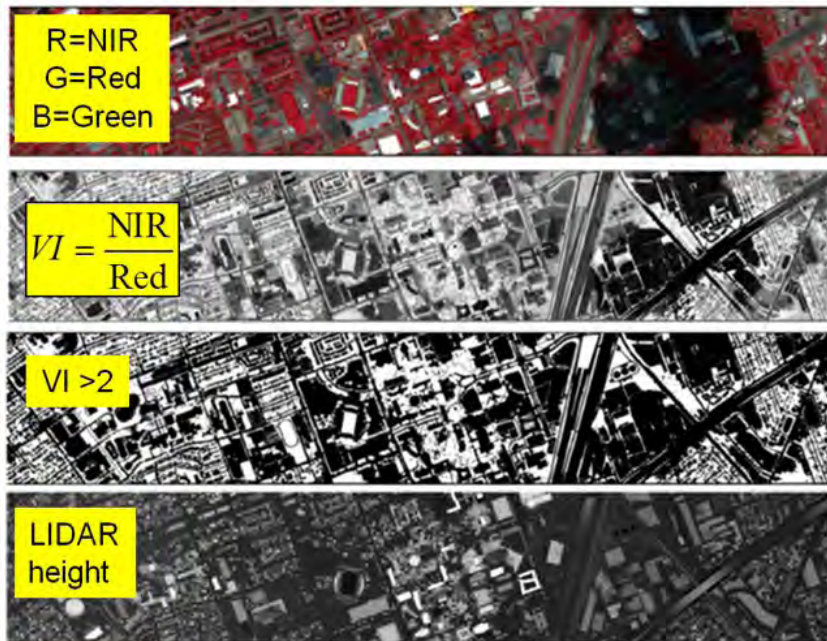 R=NIR
G=Red
B=Green
VI = NIR / Red
VI >2
LIDAR
height